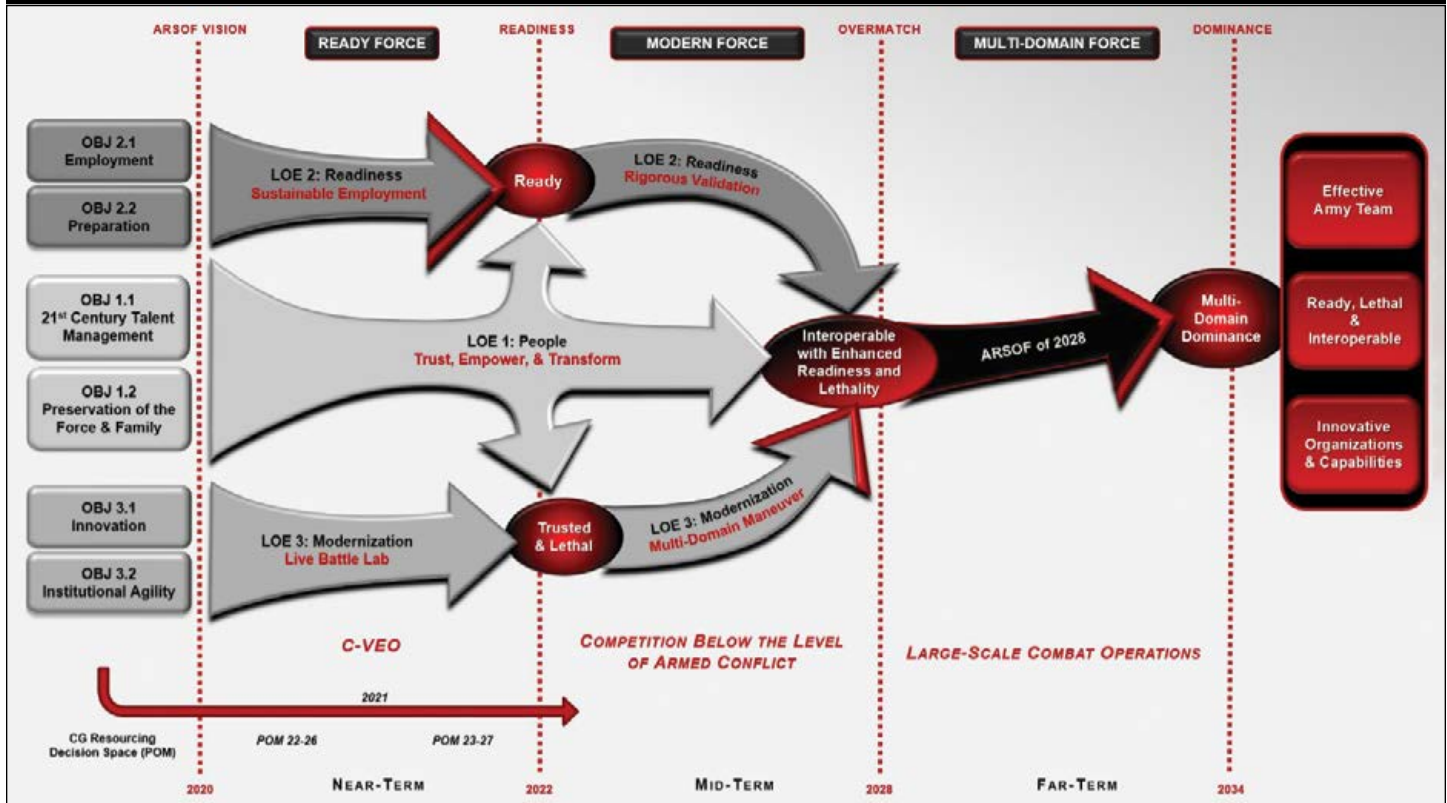 ARSOF VISION
READY FORCE
READINESS
MODERN FORCE
OVERMATCH
MULTI-DOMAIN FORCE
DOMINANCE
OBJ 2.1
Employment
OBJ 2.2
Preparation
LOE 2: Readiness
Sustainable Employment
Ready
LOE 2: Readiness
Rigorous Validation
OBJ 1.1
21st Century Talent
Management
OBJ 1.2
Preservation of the
Force & Family
LOE 1: People
Trust, Empower, & Transform
Interoperable
with Enhanced
Readiness and
Lethality
ARSOF of 2028
Multi-
Domain
Dominance
Effective
Army Team
Ready, Lethal
&
Interoperable
Innovative
Organizations
& Capabilities
OBJ 3.1
Innovation
OBJ 3.2
Institutional Agility
LOE 3: Modernization
Live Battle Lab
Trusted
& Lethal
LOE 3: Modernization
Multi-Domain Maneuver
C-VEO
COMPETITION BELOW THE LEVEL
OF ARMED CONFLICT
LARGE-SCALE COMBAT OPERATIONS
2021
CG Resourcing
Decision Space (POM)
POM 22-26
POM 23-27
2020
NEAR-TERM
2022
MID-TERM
2028
FAR-TERM
2034